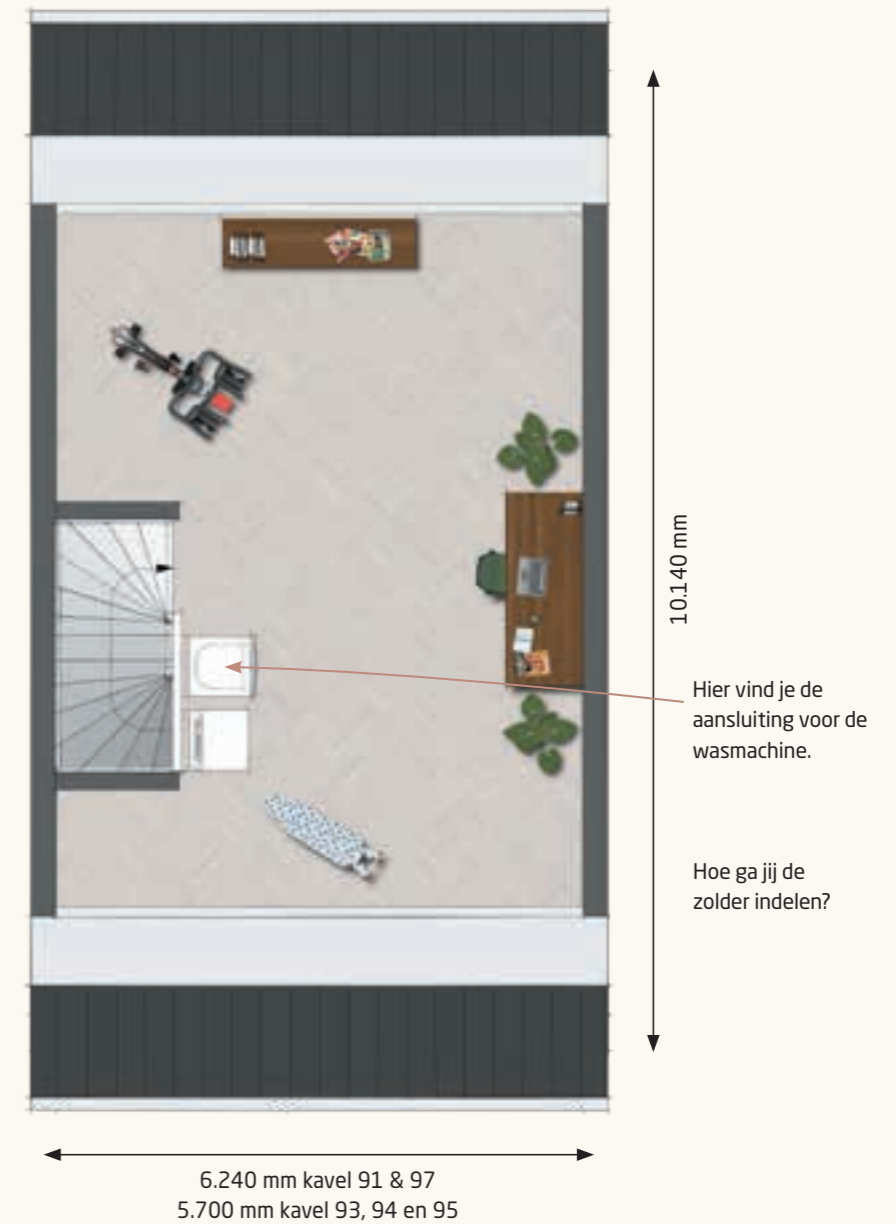 10.140 mm
Hier vind je de
aansluiting voor de
wasmachine.
Hoe ga jij de
zolder indelen?
6.240 mm kavel 91 & 97
5.700 mm kavel 93, 94 en 95